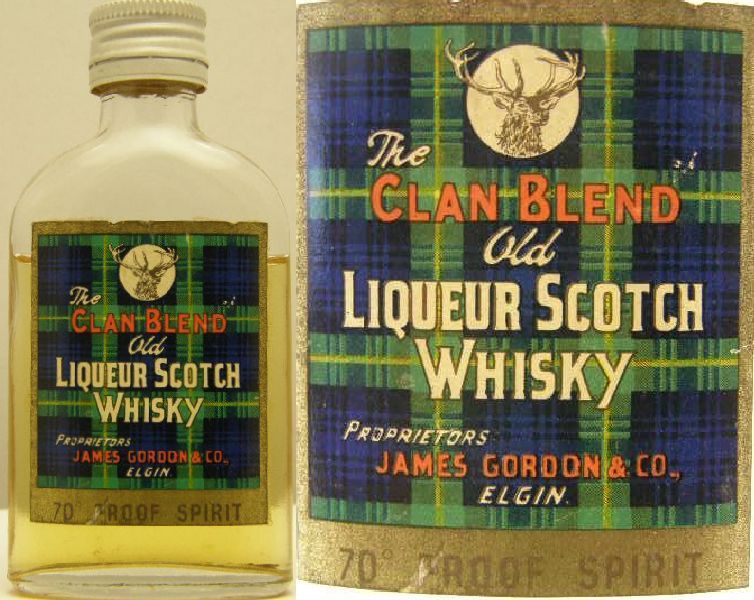 The
CLAN BLEND
Old
LIQUEUR SCOTCH
WHISKY
PROPRIETORS
JAMES GORDON & CO.,
ELGIN.
70° PROOF SPIRIT
The
CLAN BLEND
Old
LIQUEUR SCOTCH
WHISKY
PROPRIETORS
JAMES GORDON & CO.,
ELGIN.
70° PROOF SPIRIT